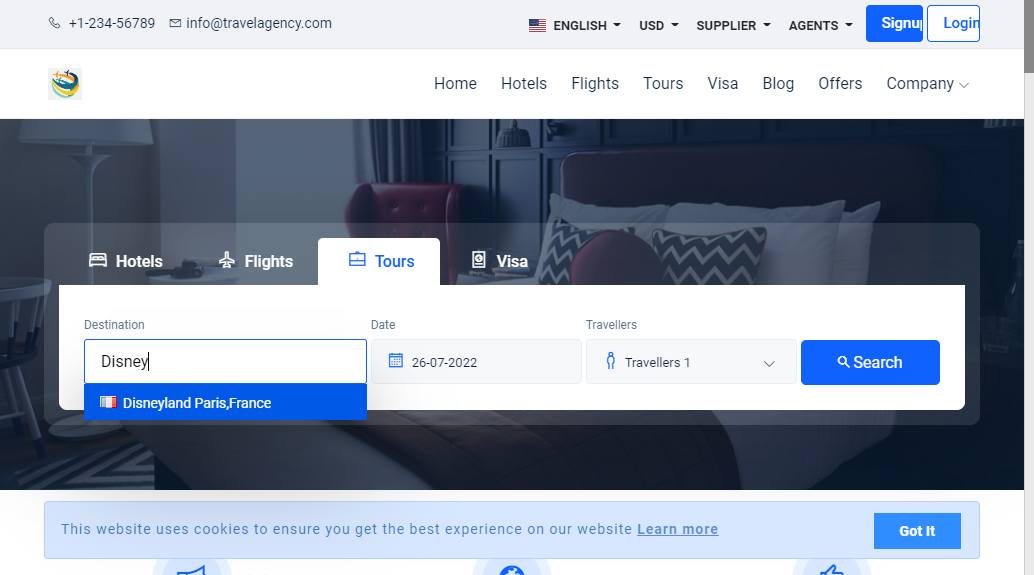 +1-234-56789 info@travelagency.com ENGLISH USD SUPPLIER AGENTS Signu Login
Home Hotels Flights Tours Visa Blog Offers Company
Hotels Flights Tours Visa
Destination Date Travellers
Disney 26-07-2022 Travellers 1 Search
Disneyland Paris,France
This website uses cookies to ensure you get the best experience on our website Learn more Got It